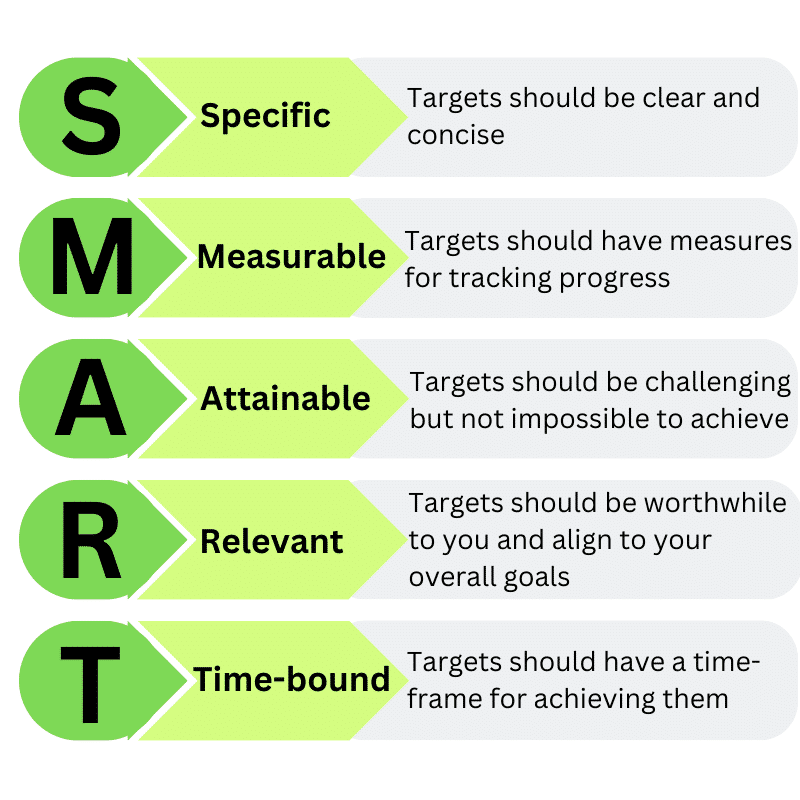 S
Specific
Targets should be clear and
concise
M
Measurable
Targets should have measures
for tracking progress
A
Attainable
Targets should be challenging
but not impossible to achieve
R
Relevant
Targets should be worthwhile
to you and align to your
overall goals
T
Time-bound
Targets should have a time-
frame for achieving them